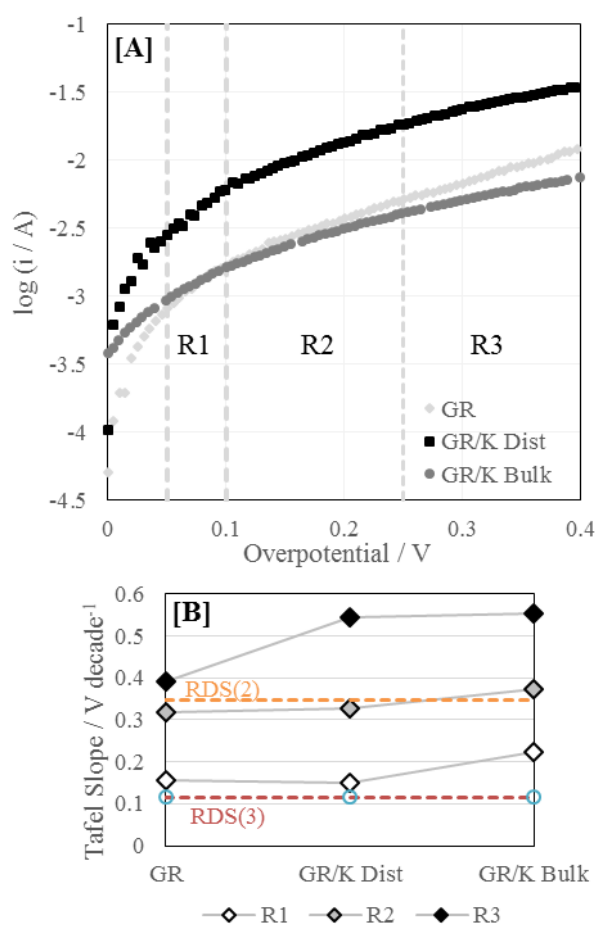 [A]
log (i / A)
-1
-1.5
-2
-2.5
-3
-3.5
-4
-4.5
R1
R2
R3
GR
GR/K Dist
GR/K Bulk
0
0.1
0.2
0.3
0.4
Overpotential / V
[B]
Tafel Slope / V decade-1
0.6
0.5
0.4
0.3
0.2
0.1
0
RDS(2)
RDS(3)
GR
GR/K Dist
GR/K Bulk
R1
R2
R3